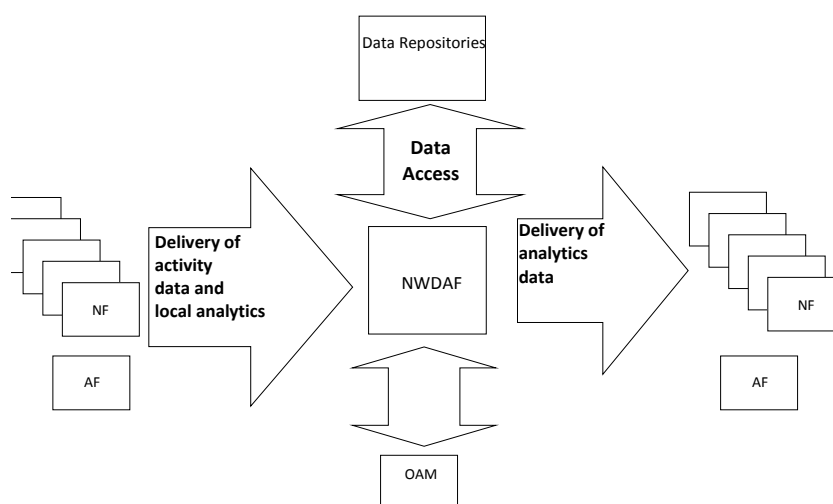 Data Repositories
Data
Access
Delivery of
activity
data and
local analytics
NWDAF
Delivery of
analytics
data
NF
NF
AF
AF
OAM